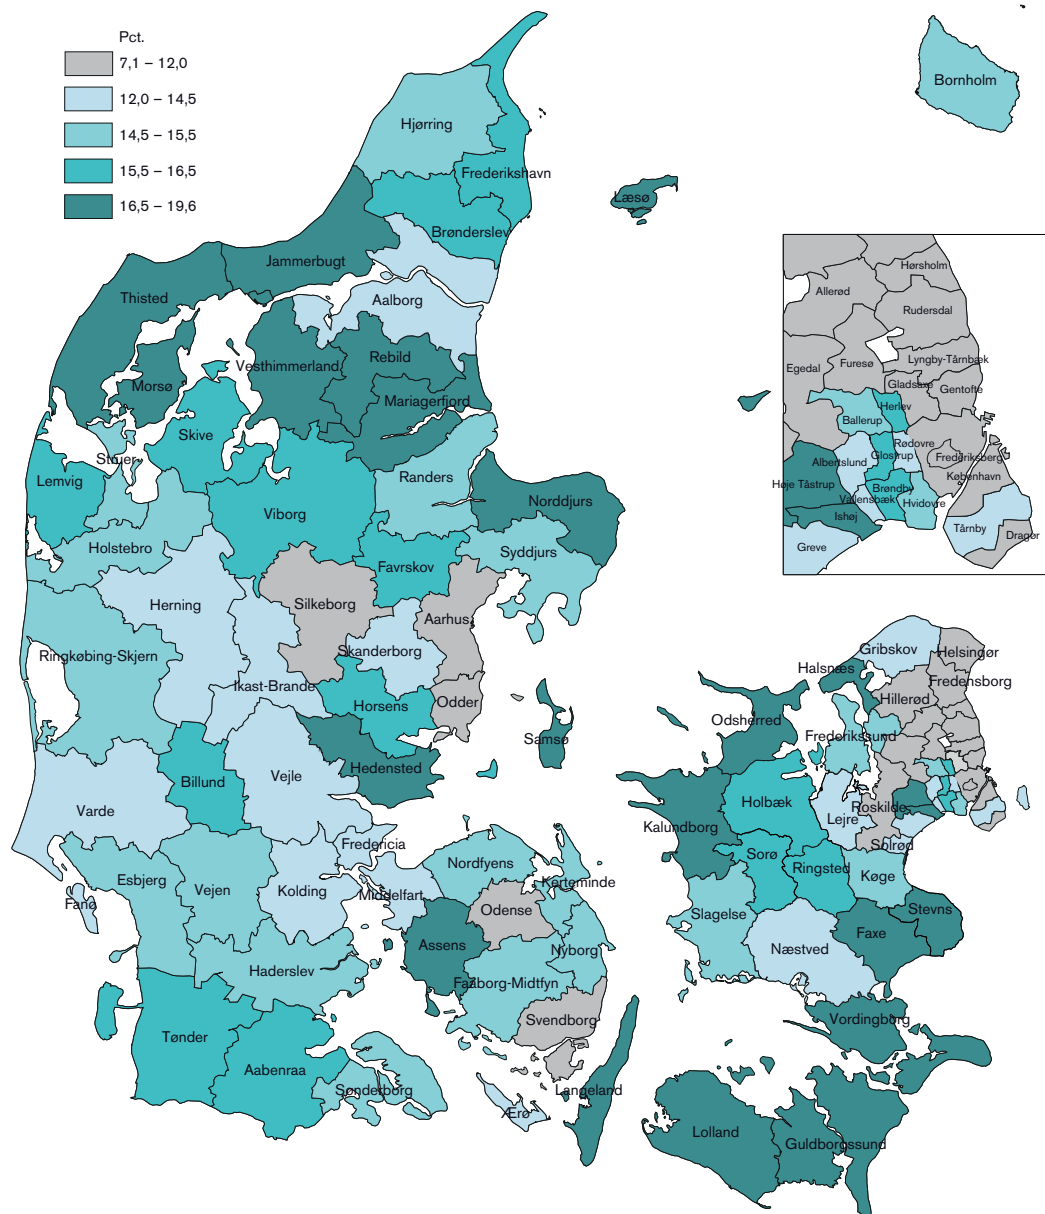 Pct.
7,1 – 12,0
12,0 – 14,5
14,5 – 15,5
15,5 – 16,5
16,5 – 19,6
Bornholm
Hjørring
Frederikshavn
Læsø
Brønderslev
Jammerbugt
Thisted
Aalborg
Vesthimmerland
Rebild
Morsø
Mariagerfjord
Skive
Struer
Lemvig
Randers
Norddjurs
Viborg
Holstebro
Syddjurs
Favrskov
Herning
Silkeborg
Aarhus
Skanderborg
Ringkøbing-Skjern
Ikast-Brande
Horsens
Odder
Samsø
Hedensted
Billund
Vejle
Varde
Fredericia
Esbjerg
Vejen
Kolding
Middelfart
Fanø
Nordfyens
Kerteminde
Odense
Assens
Nyborg
Haderslev
Faaborg-Midtfyn
Svendborg
Tønder
Aabenraa
Sønderborg
Langeland
Ærø
Hørsholm
Allerød
Rudersdal
Lyngby-Tårnbæk
Egedal
Furesø
Gladsaxe
Gentofte
Herlev
Ballerup
Rødovre
Glostrup
Albertslund
Frederiksberg
København
Høje Tåstrup
Brøndby
Vallensbæk
Hvidovre
Ishøj
Tårnby
Dragør
Greve
Gribskov
Helsingør
Halsnæs
Fredensborg
Hillerød
Odsherred
Frederikssund
Holbæk
Roskilde
Lejre
Kalundborg
Solrød
Sorø
Ringsted
Køge
Slagelse
Stevns
Næstved
Faxe
Vordingborg
Lolland
Guldborgssund